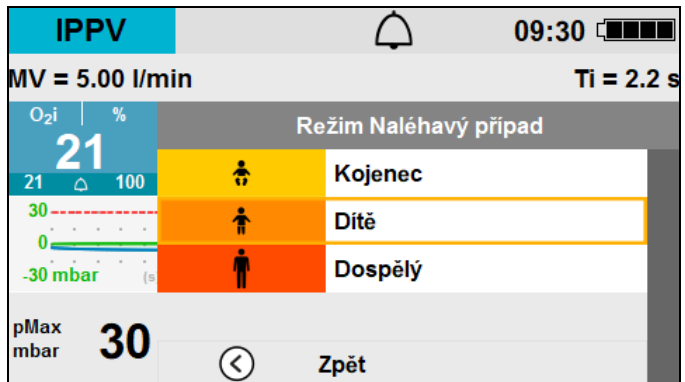 IPPV 09:30
MV = 5.00 l/min Ti = 2.2 s
O₂i %
Režim Naléhavý případ
21
21 100
Kojenec
30
Dítě
0
Dospělý
-30 mbar (s
pMax
mbar 30
Zpět